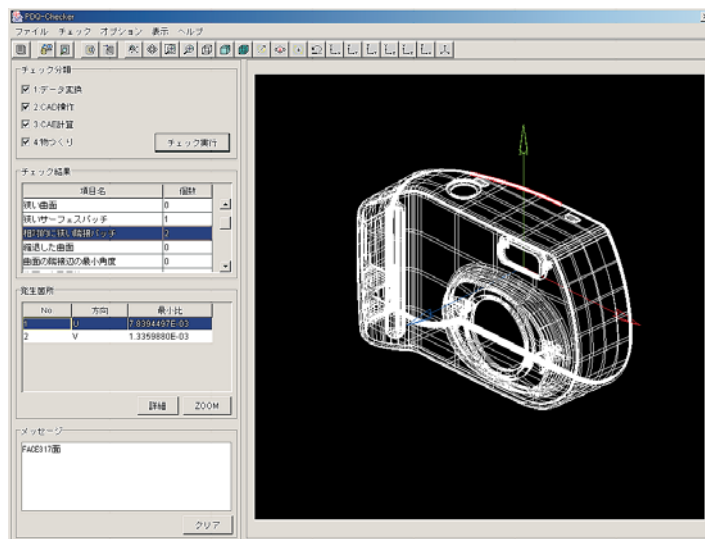 PDQ-Checker
ファイル チェック オプション 表示 ヘルプ
チェック分類
1:データ変換
2:CAD操作
3:CAE計算
4:物つくり
チェック実行
チェック結果
項目名 個数
狭い曲面 0
狭いサーフェスパッチ 1
相対的に狭い隣接パッチ 2
縮退した曲面 0
曲面の隣接辺の最小角度 0
発生箇所
No 方向 最小比
1 U 7.8394497E-03
2 V 1.3359880E-03
詳細 ZOOM
メッセージ
FACE317面
クリア